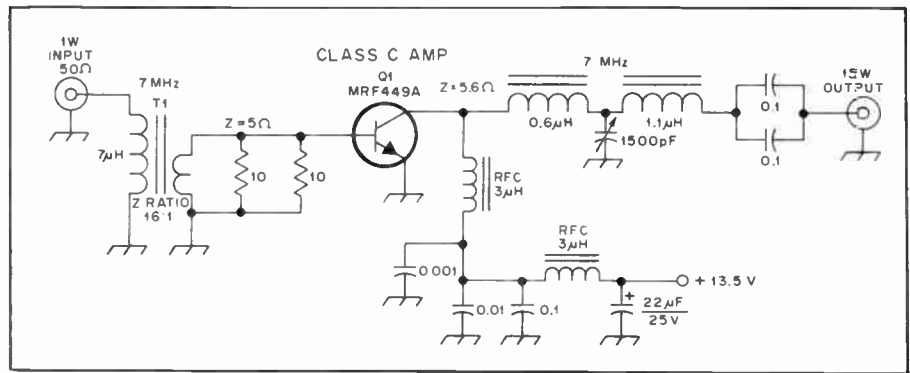 1W
INPUT
50Ω
7 MHz
T1
7μH
Z RATIO
16:1
Z=5Ω
10
10
CLASS C AMP
Q1
MRF449A
Z=5.6Ω
7 MHz
0.6μH
1.1μH
1500pF
0.1
0.1
15W
OUTPUT
RFC
3μH
0.001
0.01
0.1
RFC
3μH
+
22μF
25V
+13.5 V